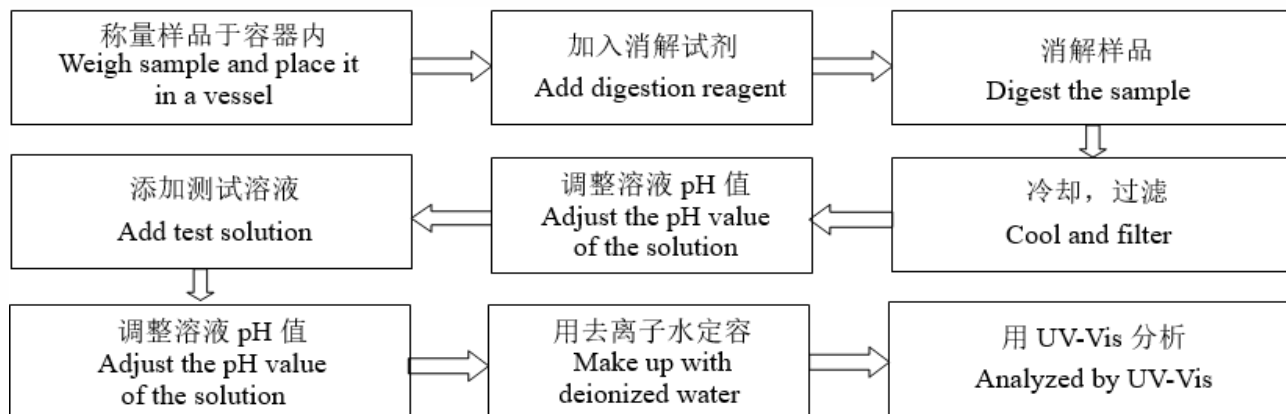 称量样品于容器内
Weigh sample and place it
in a vessel
加入消解试剂
Add digestion reagent
消解样品
Digest the sample
冷却，过滤
Cool and filter
调整溶液 pH 值
Adjust the pH value
of the solution
添加测试溶液
Add test solution
调整溶液 pH 值
Adjust the pH value
of the solution
用去离子水定容
Make up with
deionized water
用 UV-Vis 分析
Analyzed by UV-Vis